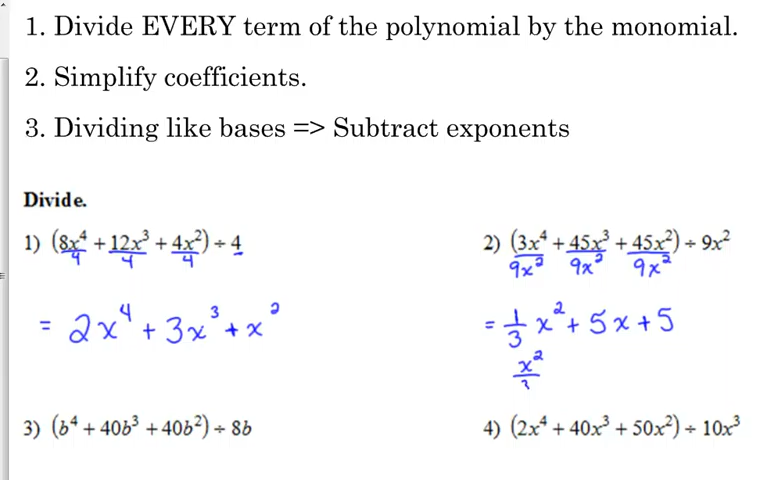 1. Divide EVERY term of the polynomial by the monomial.
2. Simplify coefficients.
3. Dividing like bases => Subtract exponents
Divide.
1) (8x⁴ + 12x³ + 4x²) ÷ 4
4 4 4
= 2x⁴ + 3x³ + x²
2) (3x⁴ + 45x³ + 45x²) ÷ 9x²
9x² 9x² 9x²
= 1/3 x² + 5x + 5
x²/3
3) (b⁴ + 40b³ + 40b²) ÷ 8b
4) (2x⁴ + 40x³ + 50x²) ÷ 10x³